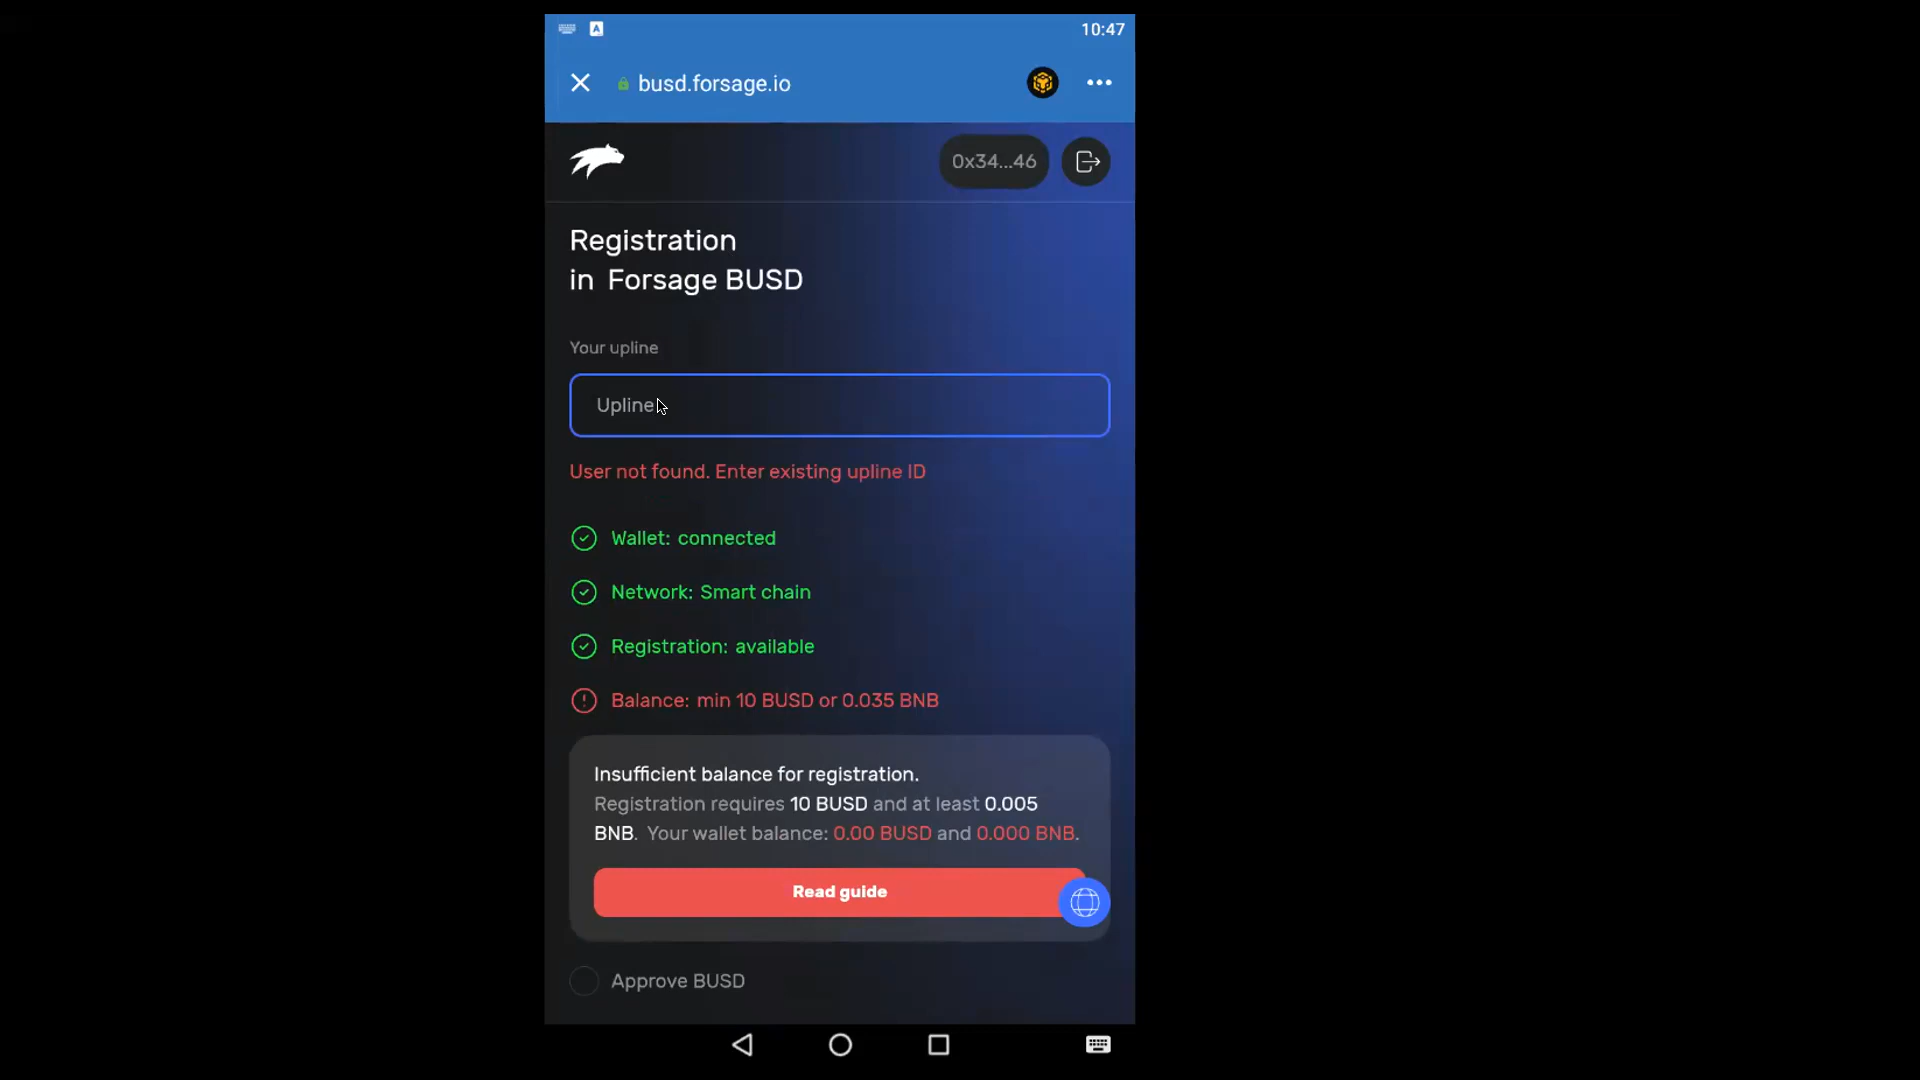 10:47
busd.forsage.io
0x34...46
Registration
in Forsage BUSD
Your upline
Upline
User not found. Enter existing upline ID
Wallet: connected
Network: Smart chain
Registration: available
Balance: min 10 BUSD or 0.035 BNB
Insufficient balance for registration.
Registration requires 10 BUSD and at least 0.005
BNB. Your wallet balance: 0.00 BUSD and 0.000 BNB.
Read guide
Approve BUSD